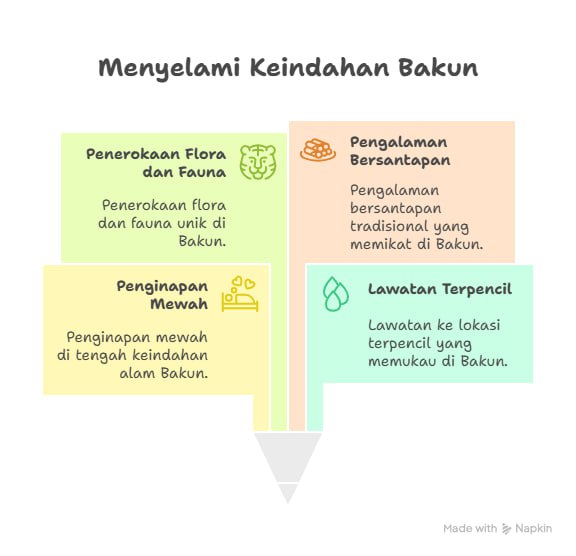 Menyelami Keindahan Bakun
Penerokaan Flora
dan Fauna
Penerokaan flora
dan fauna unik di
Bakun.
Pengalaman
Bersantapan
Pengalaman
bersantapan
tradisional yang
memikat di Bakun.
Penginapan
Mewah
Penginapan mewah
di tengah keindahan
alam Bakun.
Lawatan Terpencil
Lawatan ke lokasi
terpencil yang
memukau di Bakun.
Made with Napkin